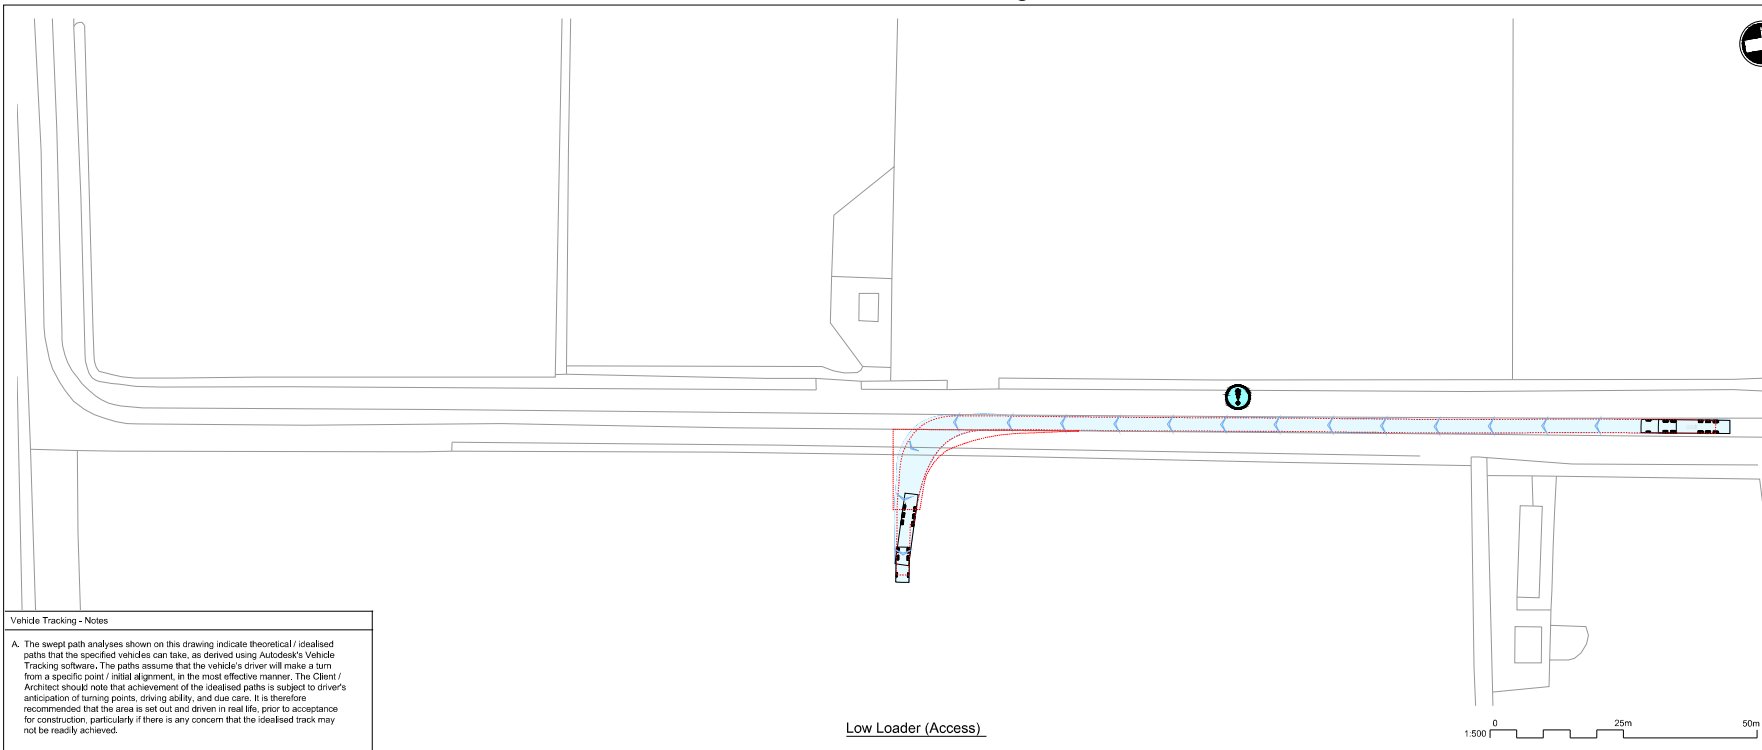 Vehicle Tracking - Notes
A. The swept path analyses shown on this drawing indicate theoretical / idealised
paths that the specified vehicles can take, as derived using Autodesk's Vehicle
Tracking software. The paths assume that the vehicle's driver will make a turn
from a specific point / initial alignment, in the most effective manner. The Client /
Architect should note that achievement of the idealised paths is subject to driver's
anticipation of turning points, driving ability, and due care. It is therefore
recommended that the area is set out and driven in real life, prior to acceptance
for construction, particularly if there is any concern that the idealised track may
not be readily achieved.
Low Loader (Access)
0 25m 50m
1:500